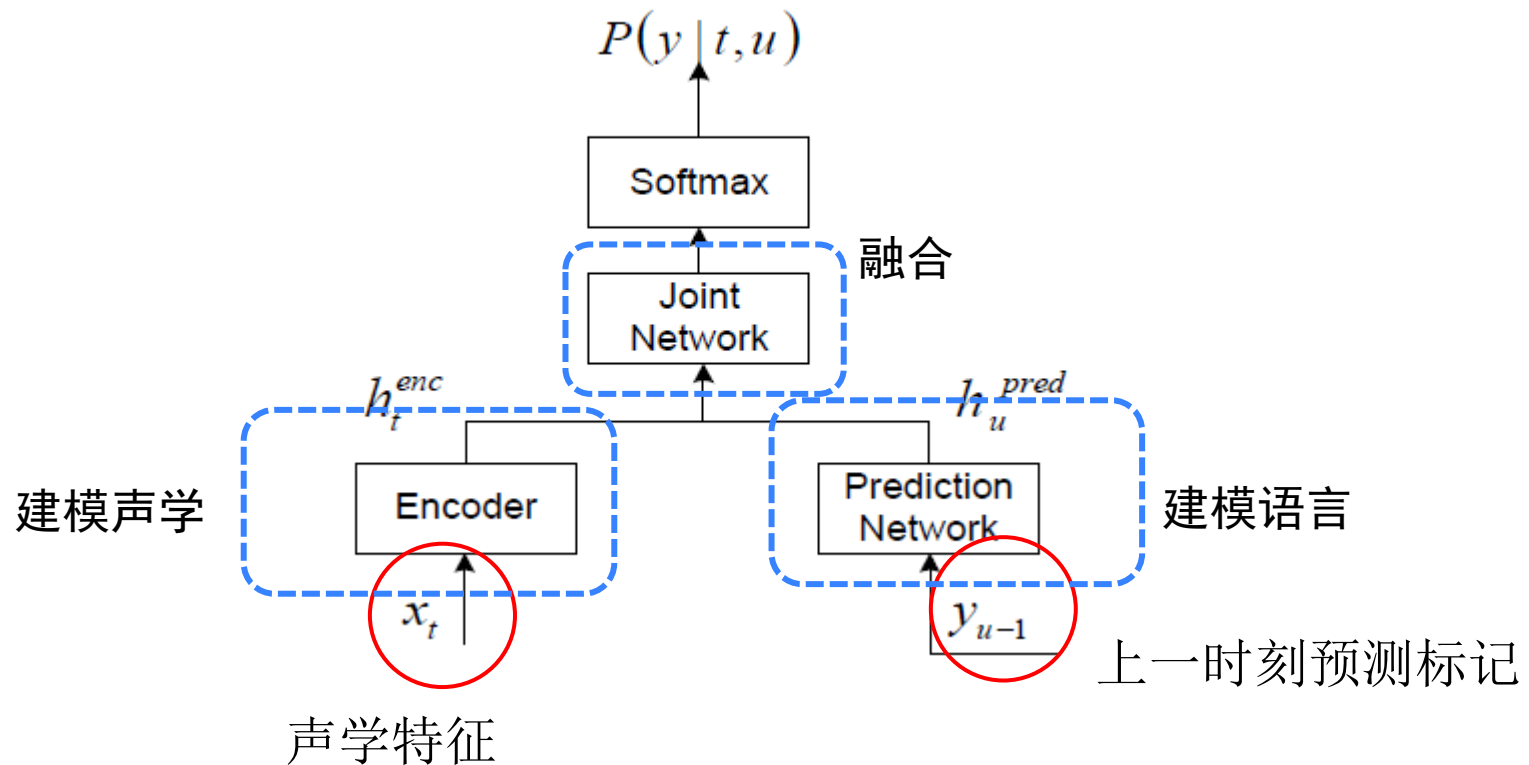 P(y|t,u)
Softmax
融合
Joint
Network
h_t^{enc}
h_u^{pred}
建模声学
Encoder
Prediction
Network
建模语言
x_t
y_{u-1}
上一时刻预测标记
声学特征